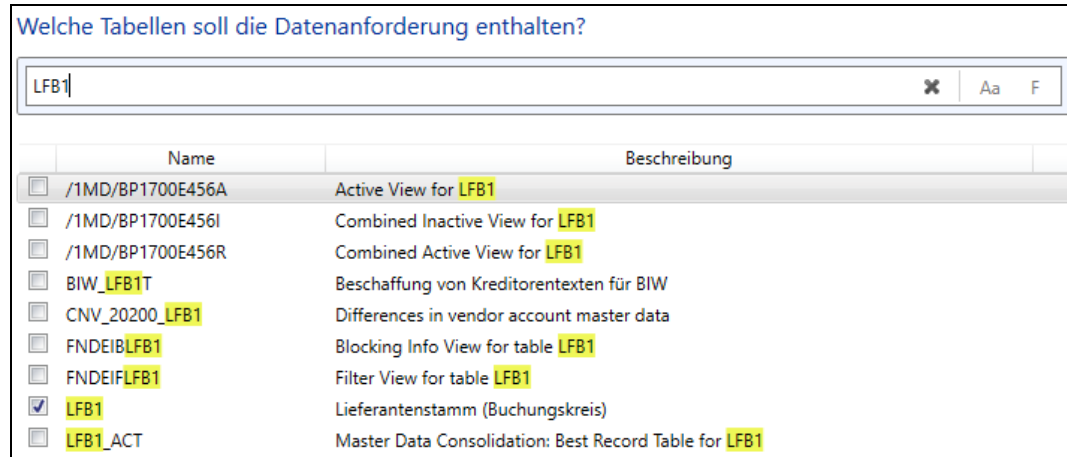 Welche Tabellen soll die Datenanforderung enthalten?
LFB1 Aa F
Name Beschreibung
/1MD/BP1700E456A Active View for LFB1
/1MD/BP1700E456I Combined Inactive View for LFB1
/1MD/BP1700E456R Combined Active View for LFB1
BIW_LFB1T Beschaffung von Kreditorentexten für BIW
CNV_20200_LFB1 Differences in vendor account master data
FNDEIBLFB1 Blocking Info View for table LFB1
FNDEIFLFB1 Filter View for table LFB1
LFB1 Lieferantenstamm (Buchungskreis)
LFB1_ACT Master Data Consolidation: Best Record Table for LFB1